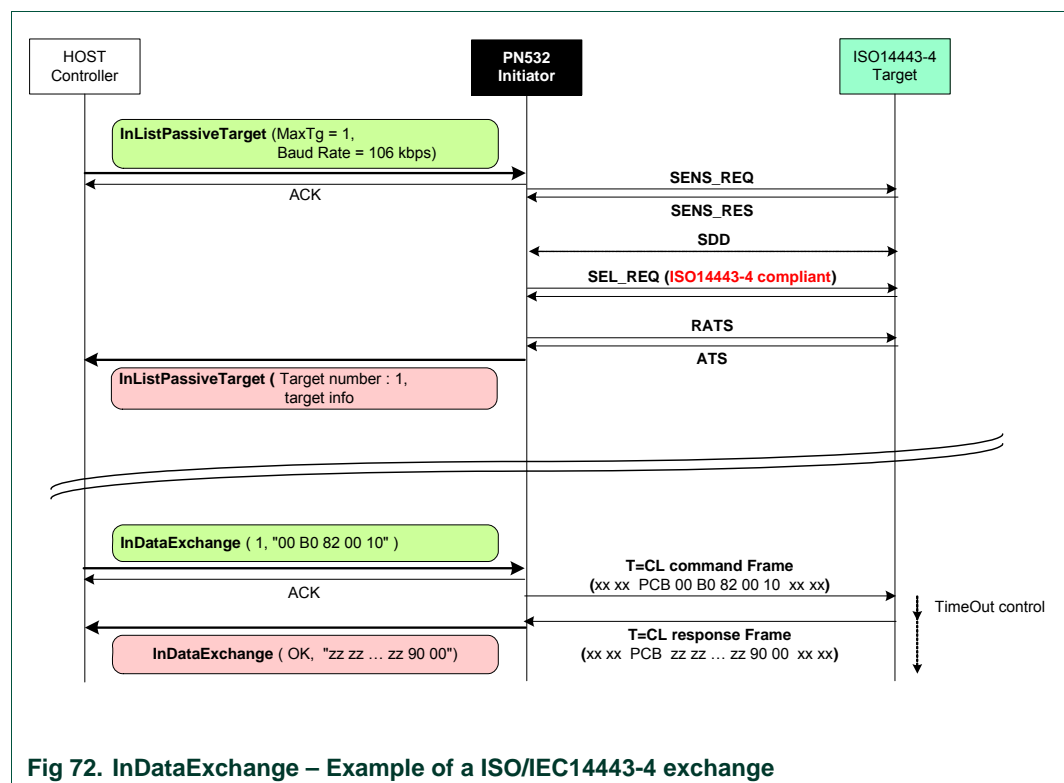 HOST
Controller
PN532
Initiator
ISO14443-4
Target
InListPassiveTarget (MaxTg = 1,
Baud Rate = 106 kbps)
ACK
SENS_REQ
SENS_RES
SDD
SEL_REQ (ISO14443-4 compliant)
RATS
ATS
InListPassiveTarget ( Target number : 1,
target info
InDataExchange ( 1, "00 B0 82 00 10" )
ACK
T=CL command Frame
(xx xx PCB 00 B0 82 00 10 xx xx)
TimeOut control
InDataExchange ( OK, "zz zz … zz 90 00")
T=CL response Frame
(xx xx PCB zz zz … zz 90 00 xx xx)
Fig 72. InDataExchange – Example of a ISO/IEC14443-4 exchange